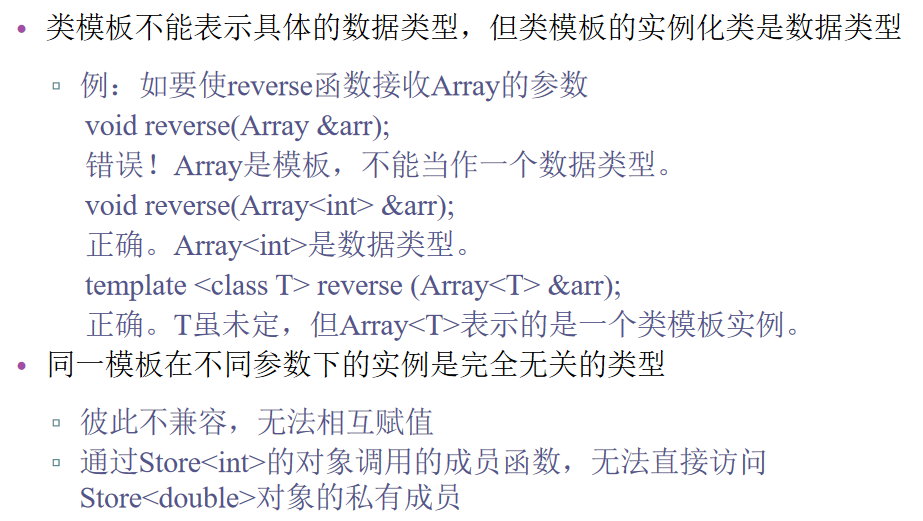 类模板不能表示具体的数据类型，但类模板的实例化类是数据类型
例：如要使reverse函数接收Array的参数
void reverse(Array &arr);
错误！Array是模板，不能当作一个数据类型。
void reverse(Array<int> &arr);
正确。Array<int>是数据类型。
template <class T> reverse (Array<T> &arr);
正确。T虽未定，但Array<T>表示的是一个类模板实例。
同一模板在不同参数下的实例是完全无关的类型
彼此不兼容，无法相互赋值
通过Store<int>的对象调用的成员函数，无法直接访问
Store<double>对象的私有成员